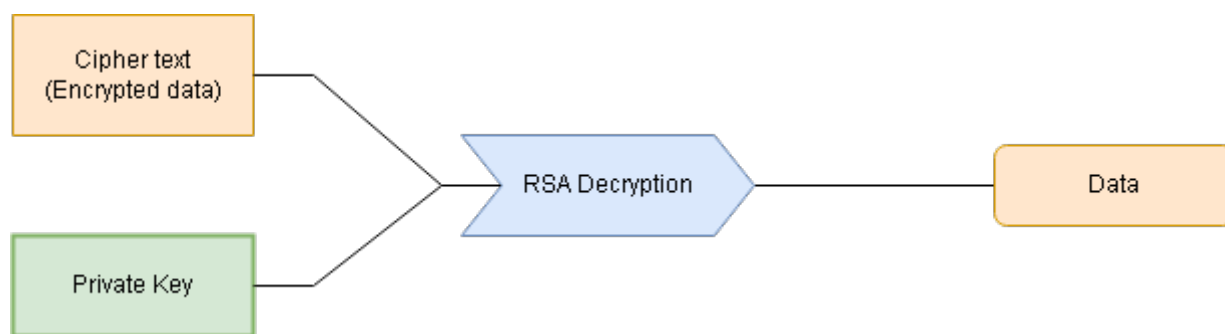 Cipher text
(Encrypted data)
RSA Decryption
Data
Private Key